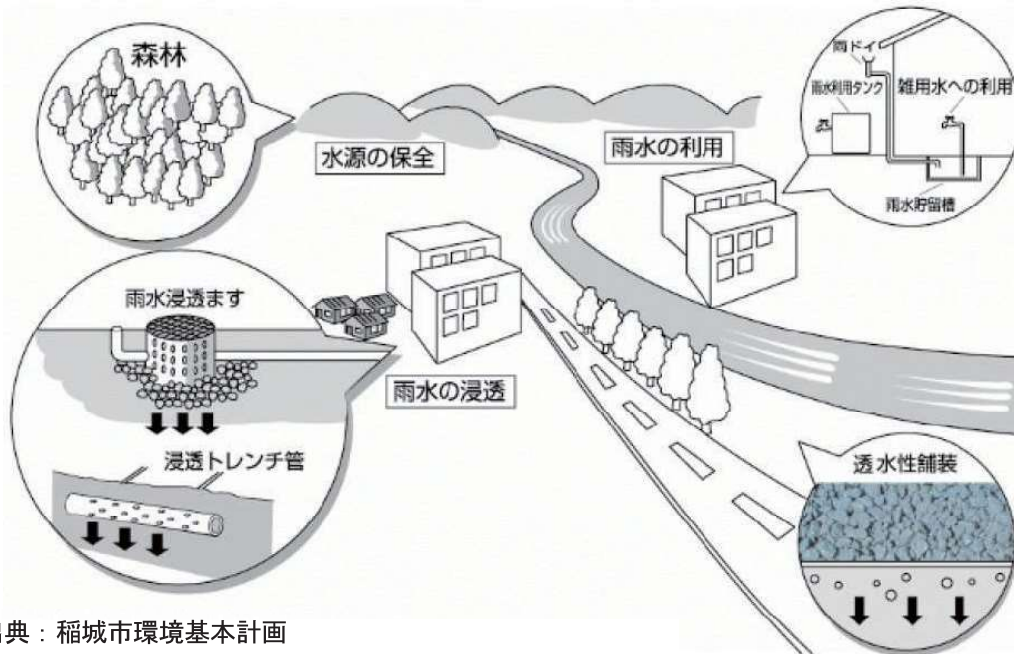 森林
水源の保全
雨水の利用
雨ドイ
雨水利用タンク
雑用水への利用
雨水貯留槽
雨水浸透ます
雨水の浸透
浸透トレンチ管
透水性舗装
典：稲城市環境基本計画